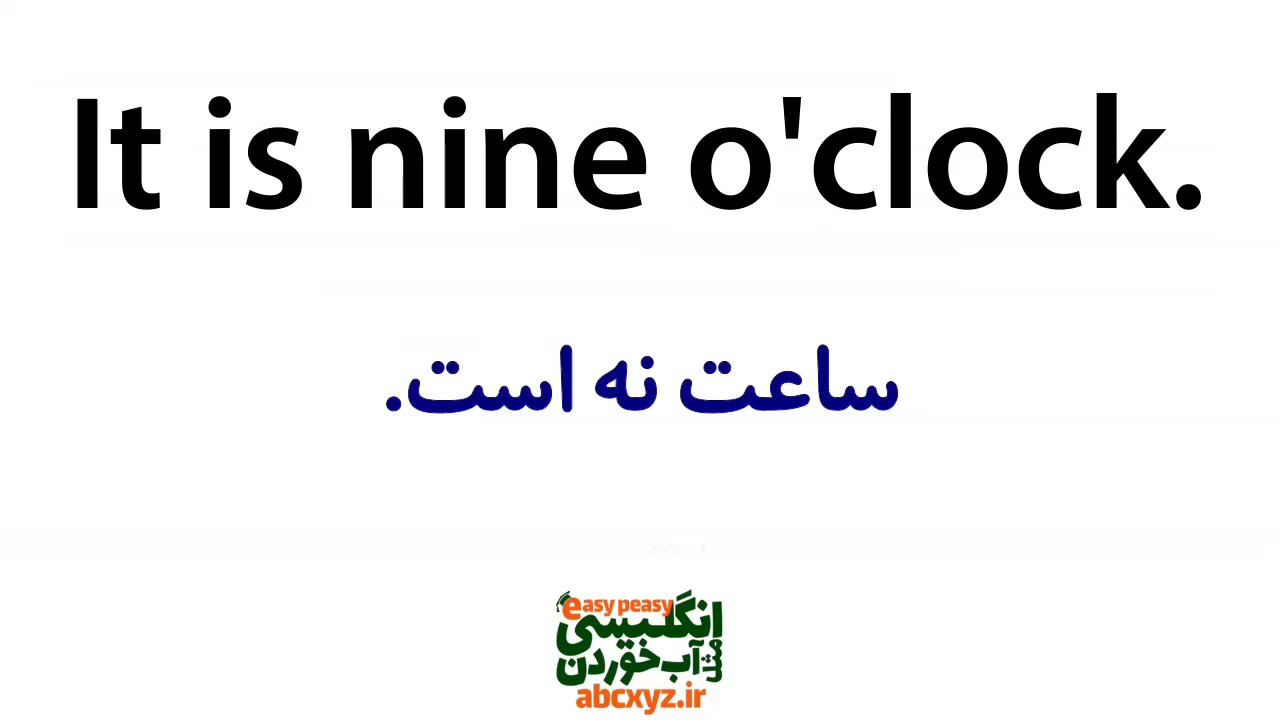 It is nine o'clock.
ساعت نه است.
easy peasy
انگلیسی
مثل آب خوردن
abcxyz.ir